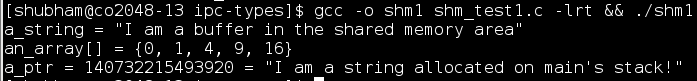 [shubham@co2048-13 ipc-types]$ gcc -o shm1 shm_test1.c -lrt && ./shm1
a_string = "I am a buffer in the shared memory area"
an_array[] = {0, 1, 4, 9, 16}
a_ptr = 140732215493920 = "I am a string allocated on main's stack!"